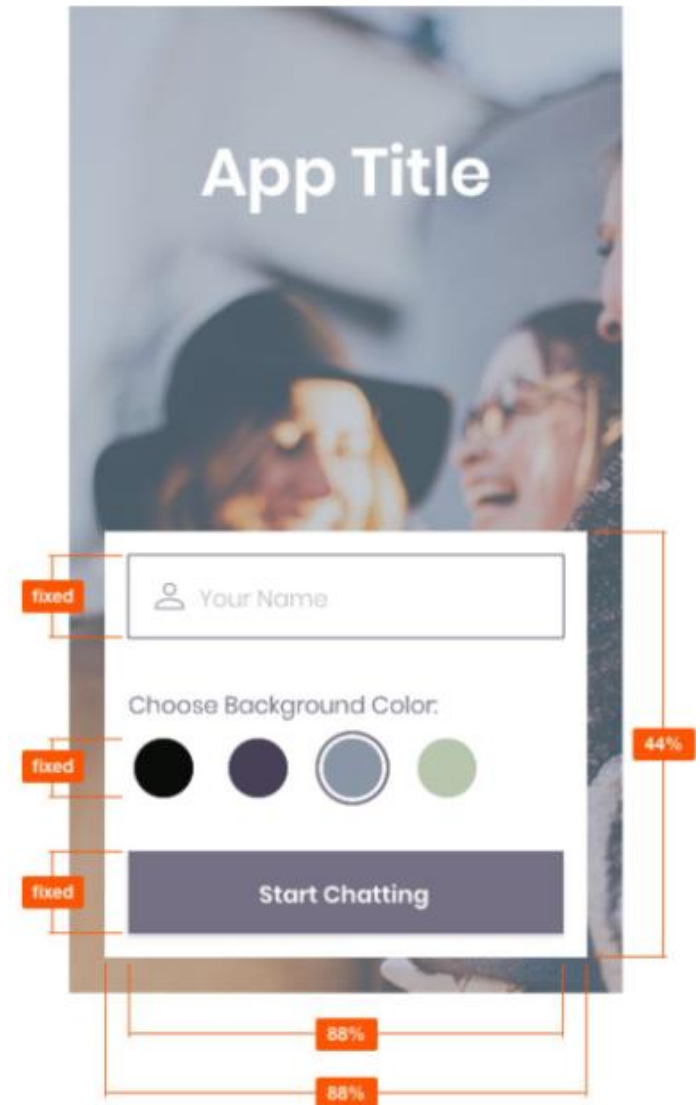 App Title
fixed
Your Name
Choose Background Color:
fixed
44%
fixed
Start Chatting
88%
88%